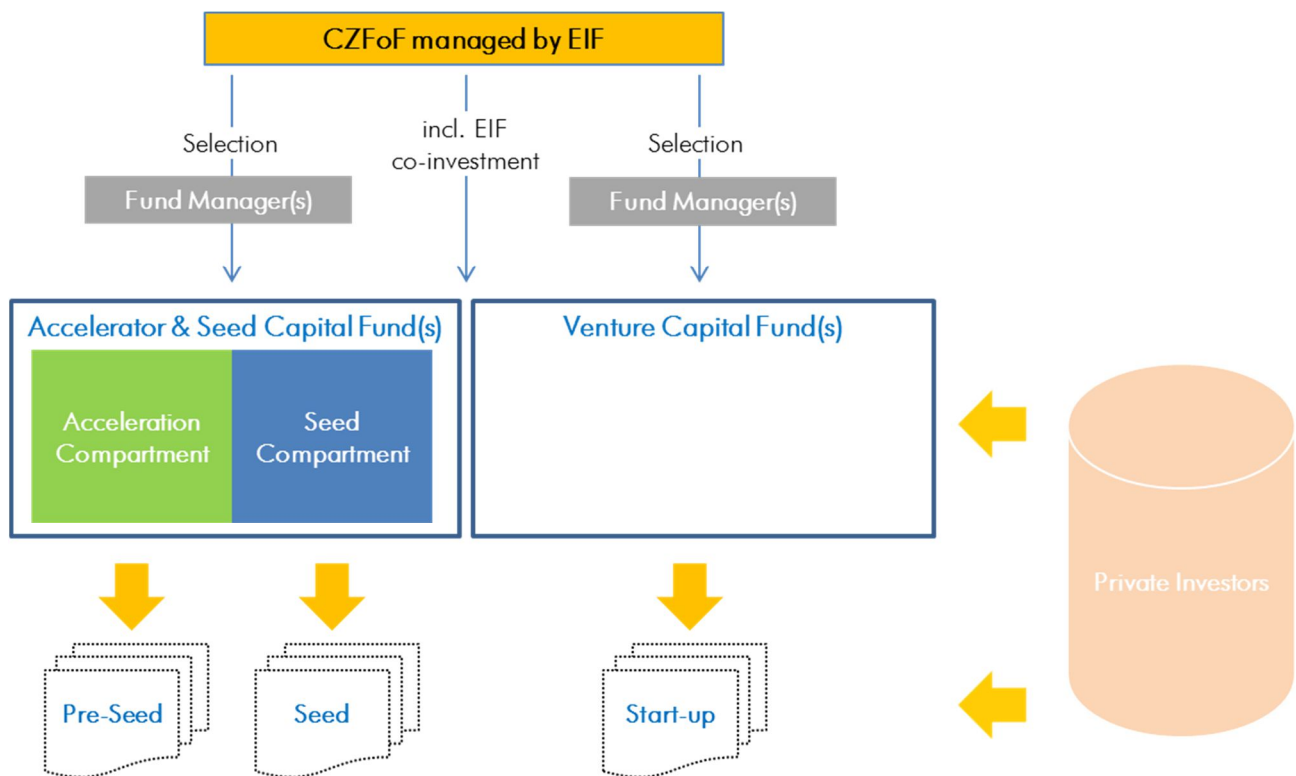 CZFoF managed by EIF
Selection
incl. EIF
co-investment
Selection
Fund Manager(s)
Fund Manager(s)
Accelerator & Seed Capital Fund(s)
Venture Capital Fund(s)
Acceleration
Compartment
Seed
Compartment
Private Investors
Pre-Seed
Seed
Start-up